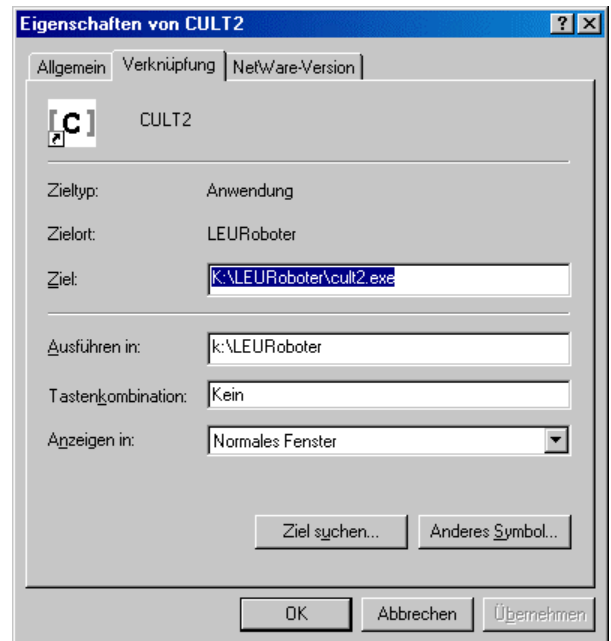 Eigenschaften von CULT2
Allgemein Verknüpfung NetWare-Version
[C] CULT2
Zieltyp: Anwendung
Zielort: LEURoboter
Ziel: K:\LEURoboter\cult2.exe
Ausführen in: k:\LEURoboter
Tastenkombination: Kein
Anzeigen in: Normales Fenster
Ziel suchen... Anderes Symbol...
OK Abbrechen Übernehmen